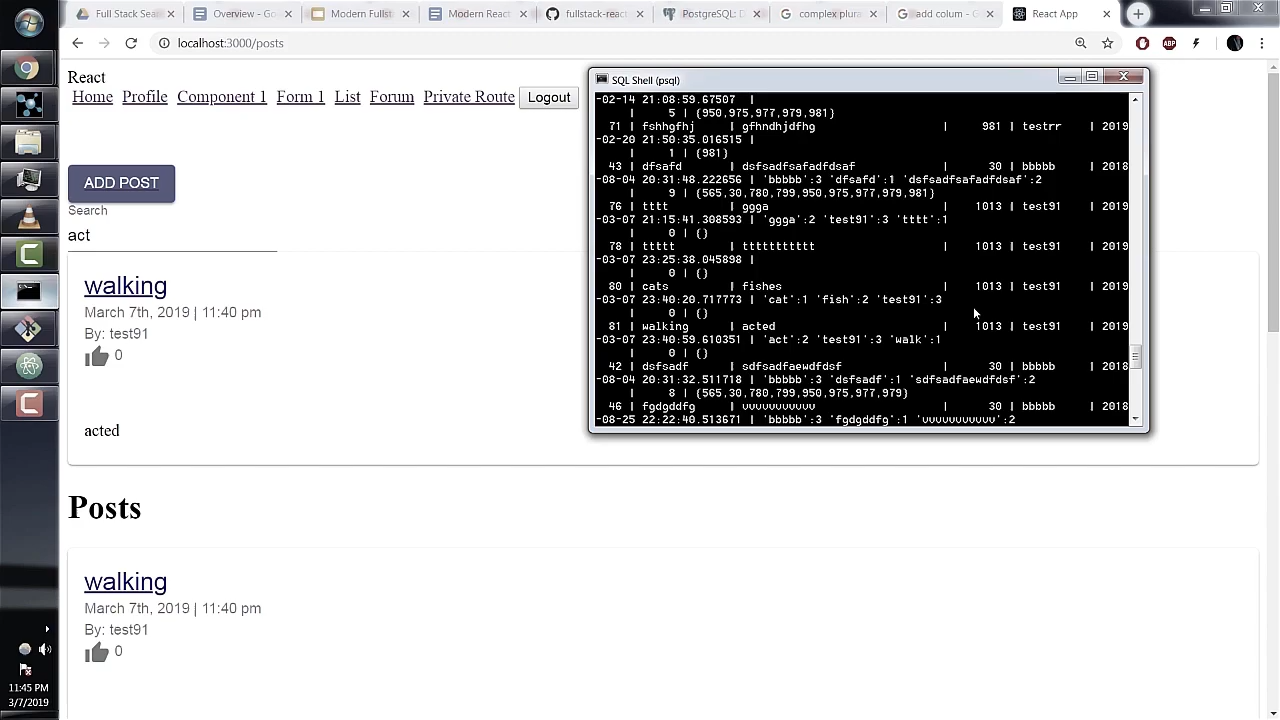 Full Stack Sear
Overview - Go
Modern Fullst
Modern React
fullstack-react
PostgreSQL: D
complex plura
add colum - G
React App
localhost:3000/posts
ABP
React
Home Profile Component 1 Form 1 List Forum Private Route Logout
ADD POST
Search
act
walking
March 7th, 2019 | 11:40 pm
By: test91
0
acted
Posts
walking
March 7th, 2019 | 11:40 pm
By: test91
0
SQL Shell (psql)
-02-14 21:08:59.67507 |
| 5 | {950,975,977,979,981}
71 | fshhgfhj | gfhndhjdfhg | 981 | testrr | 2019
-02-20 21:50:35.016515 |
| 1 | {981}
43 | dfsafd | dsfsadfsafadfdsaf | 30 | bbbbb | 2018
-08-04 20:31:48.222656 | 'bbbbb':3 'dfsafd':1 'dsfsadfsafadfdsaf':2
| 9 | {565,30,780,799,950,975,977,979,981}
76 | tttt | ggga | 1013 | test91 | 2019
-03-07 21:15:41.308593 | 'ggga':2 'test91':3 'tttt':1
| 0 | {}
78 | ttttt | ttttttttttt | 1013 | test91 | 2019
-03-07 23:25:38.045898 |
| 0 | {}
80 | cats | fishes | 1013 | test91 | 2019
-03-07 23:40:20.717773 | 'cat':1 'fish':2 'test91':3
| 0 | {}
81 | walking | acted | 1013 | test91 | 2019
-03-07 23:40:59.610351 | 'act':2 'test91':3 'walk':1
| 0 | {}
42 | dsfsadf | sdfsadfaewdfdsf | 30 | bbbbb | 2018
-08-04 20:31:32.511718 | 'bbbbb':3 'dsfsadf':1 'sdfsadfaewdfdsf':2
| 8 | {565,30,780,799,950,975,977,979}
46 | fgdgddfg | vvvvvvvvvvv | 30 | bbbbb | 2018
-08-25 22:22:40.513671 | 'bbbbb':3 'fgdgddfg':1 'vvvvvvvvvvv':2
11:45 PM
3/7/2019